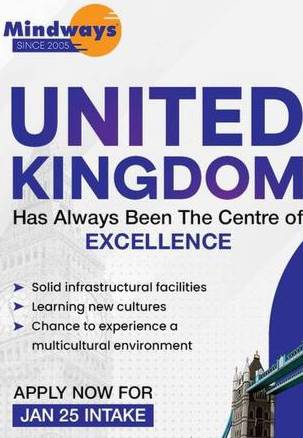 Mindways
SINCE 2005
UNITED
KINGDOM
Has Always Been The Centre of
EXCELLENCE
➤ Solid infrastructural facilities
➤ Learning new cultures
➤ Chance to experience a
multicultural environment
APPLY NOW FOR
JAN 25 INTAKE